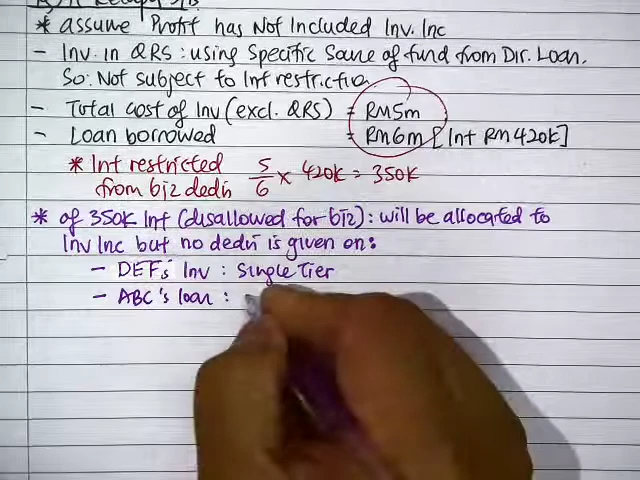 * assume Profit has Not Included Inv. Inc
- Inv. in QRS : using Specific Source of fund from Dir. Loan.
So: Not subject to Int restriction
- Total cost of Inv (excl. QRS) = RM5m
- Loan borrowed = RM6m [Int RM420k]
* Int restricted from biz dedn 5/6 x 420k = 350k
* of 350k Int (disallowed for biz) : will be allocated to
Inv Inc but no dedn is given on:
- DEF's Inv : Single Tier
- ABC's loan :